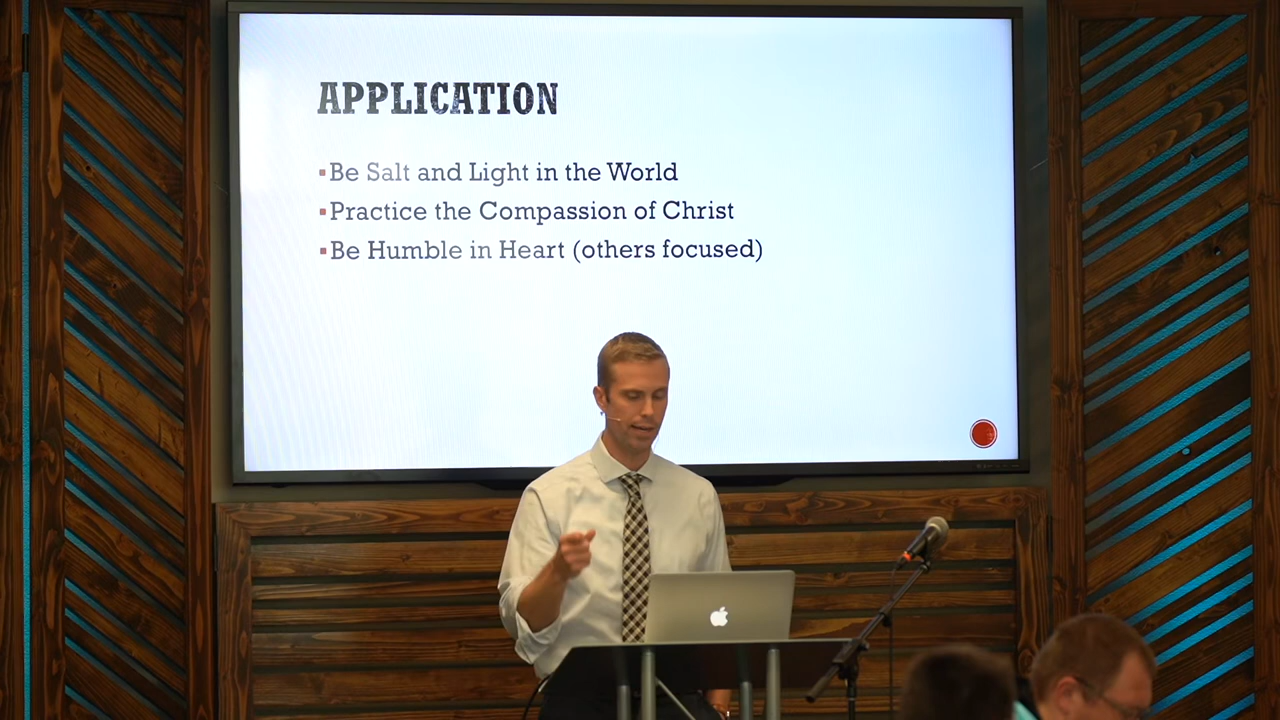 APPLICATION
▪Be Salt and Light in the World
▪Practice the Compassion of Christ
▪Be Humble in Heart (others focused)